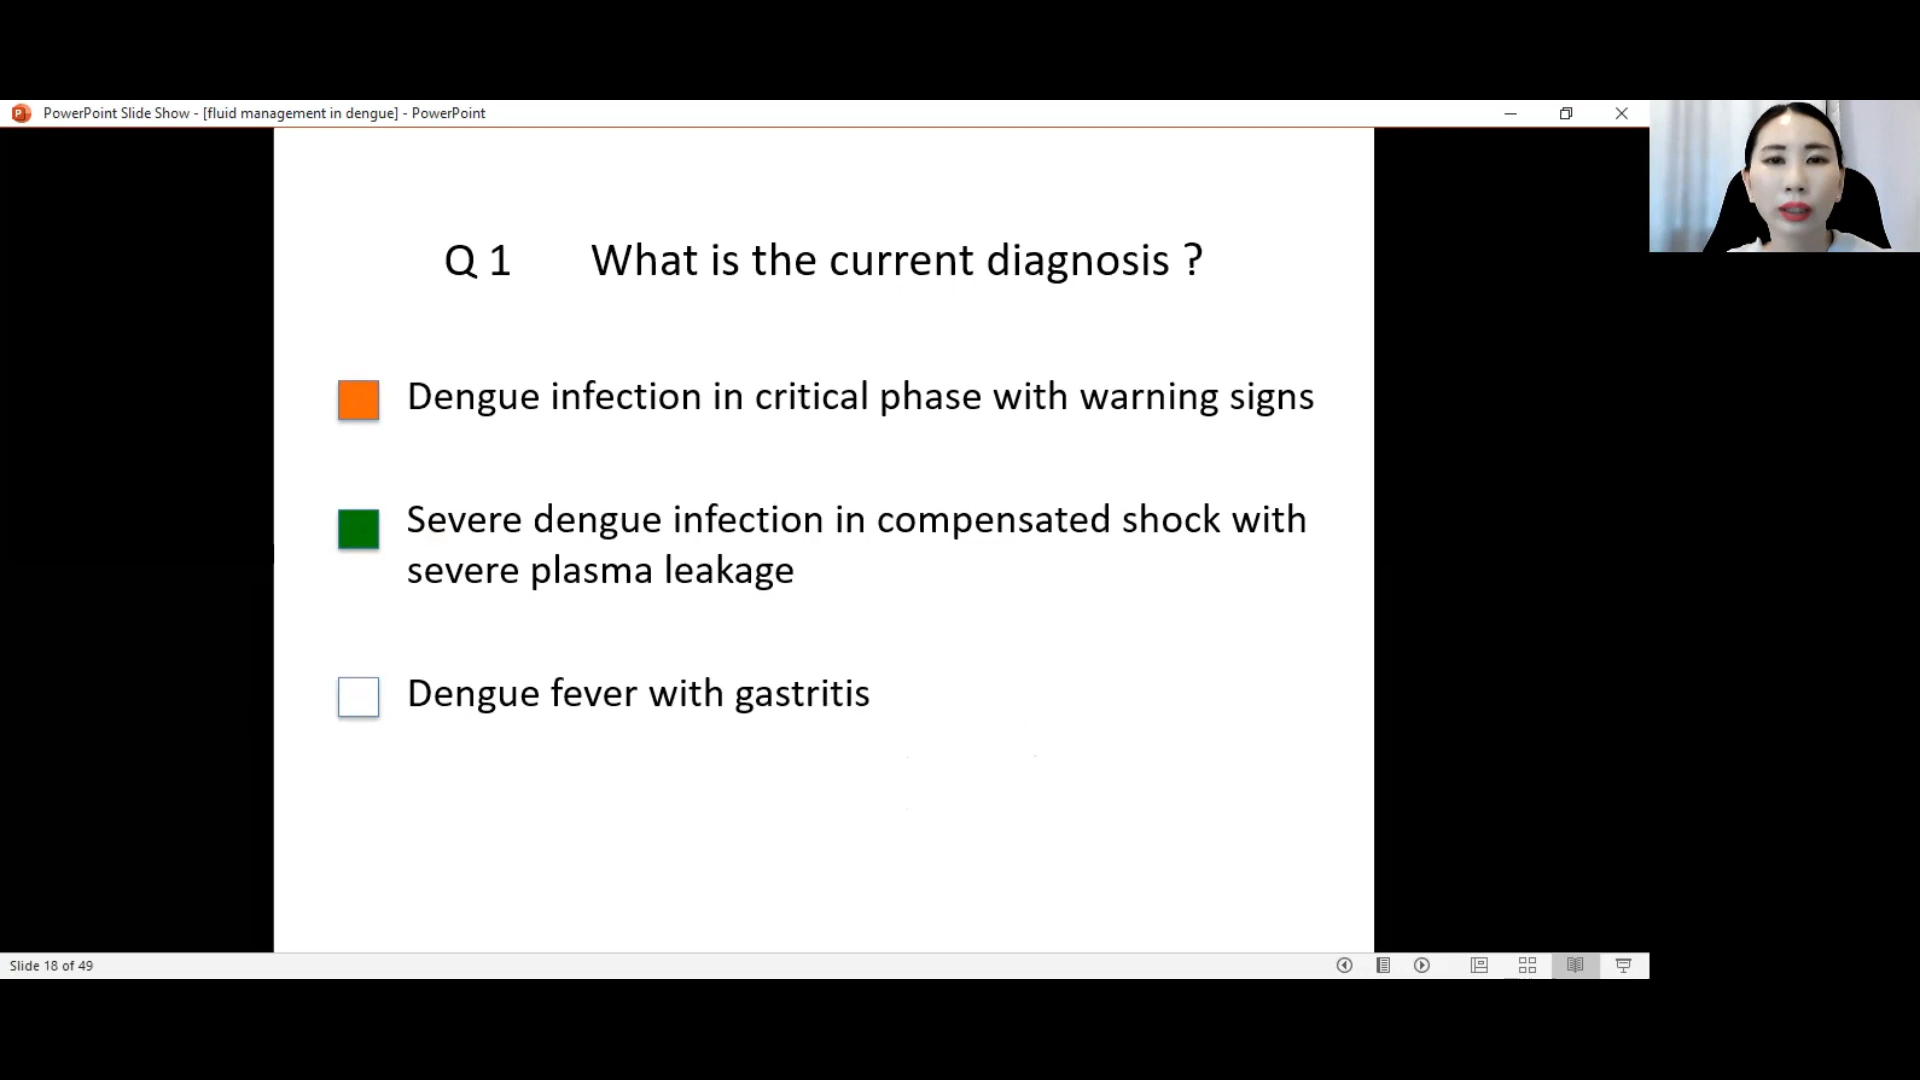 PowerPoint Slide Show - [fluid management in dengue] - PowerPoint
Q 1 What is the current diagnosis ?
Dengue infection in critical phase with warning signs
Severe dengue infection in compensated shock with
severe plasma leakage
Dengue fever with gastritis
Slide 18 of 49